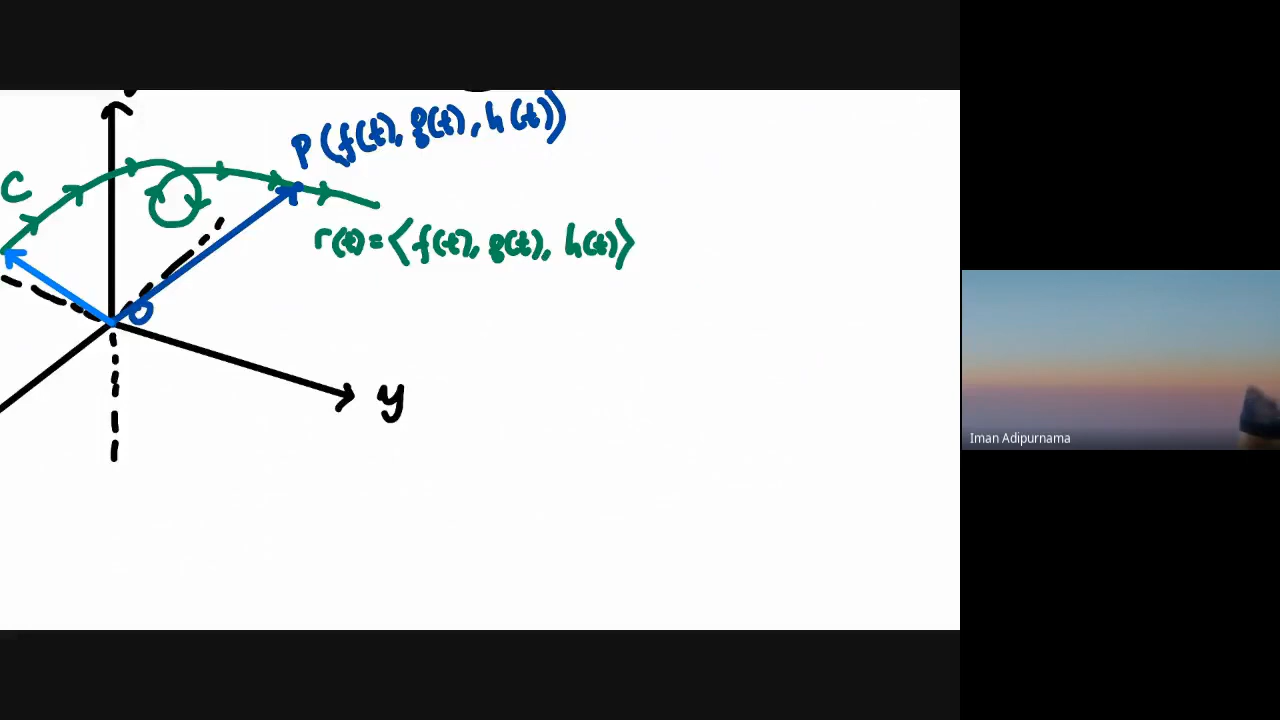 P (f(t), g(t), h(t))
C
r(t) = ⟨f(t), g(t), h(t)⟩
O
y
Iman Adipurnama